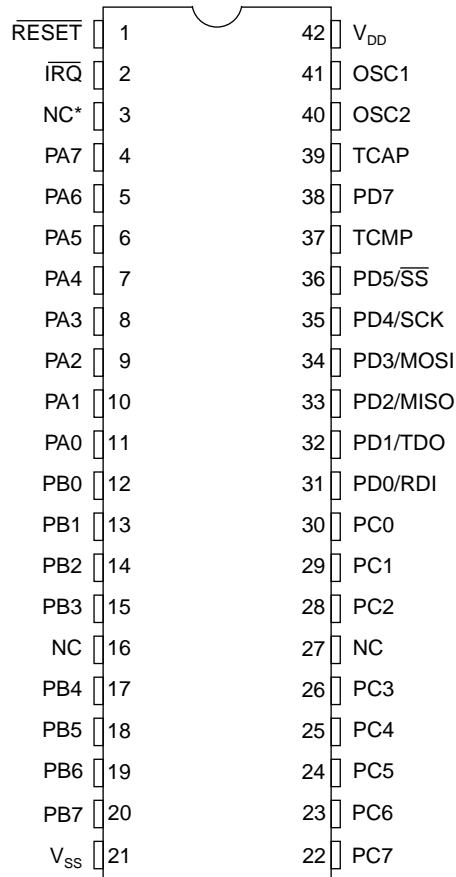 RESET 1 42 VDD
IRQ 2 41 OSC1
NC* 3 40 OSC2
PA7 4 39 TCAP
PA6 5 38 PD7
PA5 6 37 TCMP
PA4 7 36 PD5/SS
PA3 8 35 PD4/SCK
PA2 9 34 PD3/MOSI
PA1 10 33 PD2/MISO
PA0 11 32 PD1/TDO
PB0 12 31 PD0/RDI
PB1 13 30 PC0
PB2 14 29 PC1
PB3 15 28 PC2
NC 16 27 NC
PB4 17 26 PC3
PB5 18 25 PC4
PB6 19 24 PC5
PB7 20 23 PC6
VSS 21 22 PC7